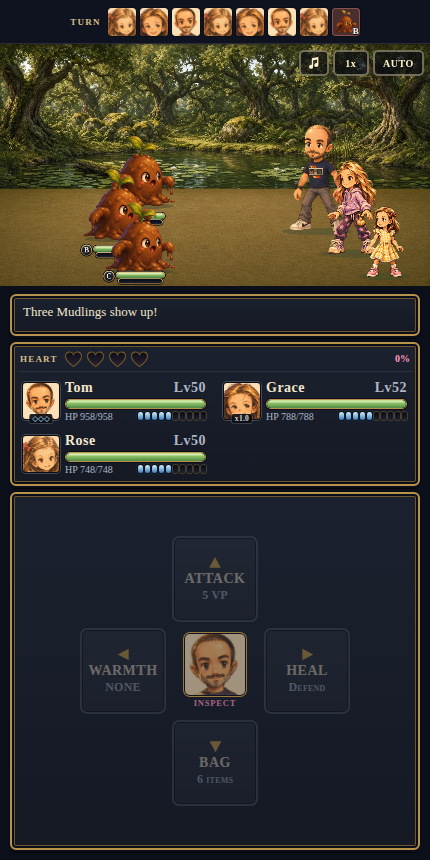 TURN
B
1x
AUTO
B
C
Three Mudlings show up!
HEART
0%
Tom Lv50
HP 958/958
Grace Lv52
x1.0
HP 788/788
Rose Lv50
HP 748/748
ATTACK
5 VP
WARMTH
NONE
HEAL
DEFEND
INSPECT
BAG
6 ITEMS